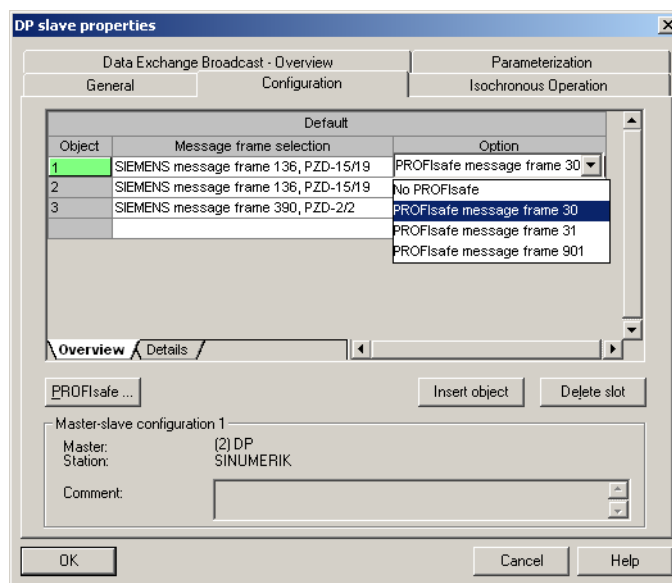 DP slave properties
Data Exchange Broadcast - Overview Parameterization
General Configuration Isochronous Operation
Default
Object Message frame selection Option
1 SIEMENS message frame 136, PZD-15/19 PROFIsafe message frame 30
2 SIEMENS message frame 136, PZD-15/19 No PROFIsafe
3 SIEMENS message frame 390, PZD-2/2 PROFIsafe message frame 30
PROFIsafe message frame 31
PROFIsafe message frame 901
Overview Details
PROFIsafe ... Insert object Delete slot
Master-slave configuration 1
Master: (2) DP
Station: SINUMERIK
Comment:
OK Cancel Help